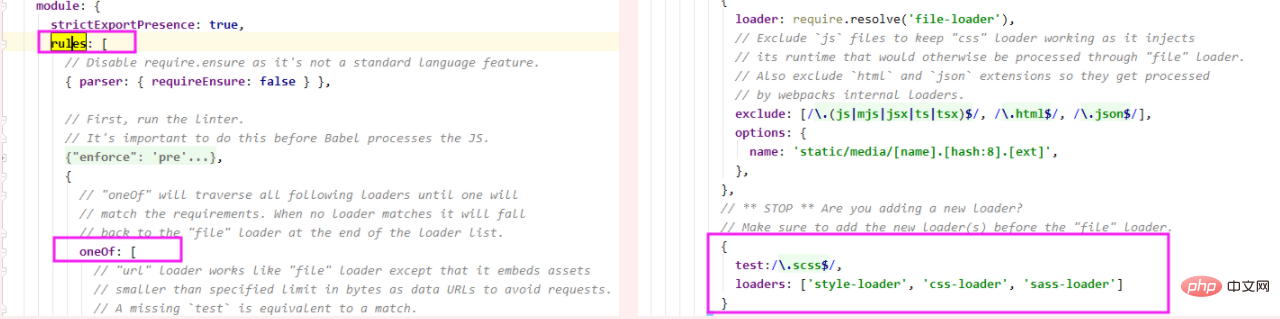 module: {
strictExportPresence: true,
rules: [
// Disable require.ensure as it's not a standard language feature.
{ parser: { requireEnsure: false } },
// First, run the linter.
// It's important to do this before Babel processes the JS.
{"enforce": 'pre'...},
{
// "oneOf" will traverse all following loaders until one will
// match the requirements. When no loader matches it will fall
// back to the "file" loader at the end of the loader list.
oneOf: [
// "url" loader works like "file" loader except that it embeds assets
// smaller than specified limit in bytes as data URLs to avoid requests.
// A missing `test` is equivalent to a match.
{
loader: require.resolve('file-loader'),
// Exclude `js` files to keep "css" loader working as it injects
// its runtime that would otherwise be processed through "file" loader.
// Also exclude `html` and `json` extensions so they get processed
// by webpacks internal loaders.
exclude: [/\.(js|mjs|jsx|ts|tsx)$/, /\.html$/, /\.json$/],
options: {
name: 'static/media/[name].[hash:8].[ext]',
},
},
// ** STOP ** Are you adding a new loader?
// Make sure to add the new loader(s) before the "file" loader.
{
test:/\.scss$/,
loaders: ['style-loader', 'css-loader', 'sass-loader']
}
php 中文网